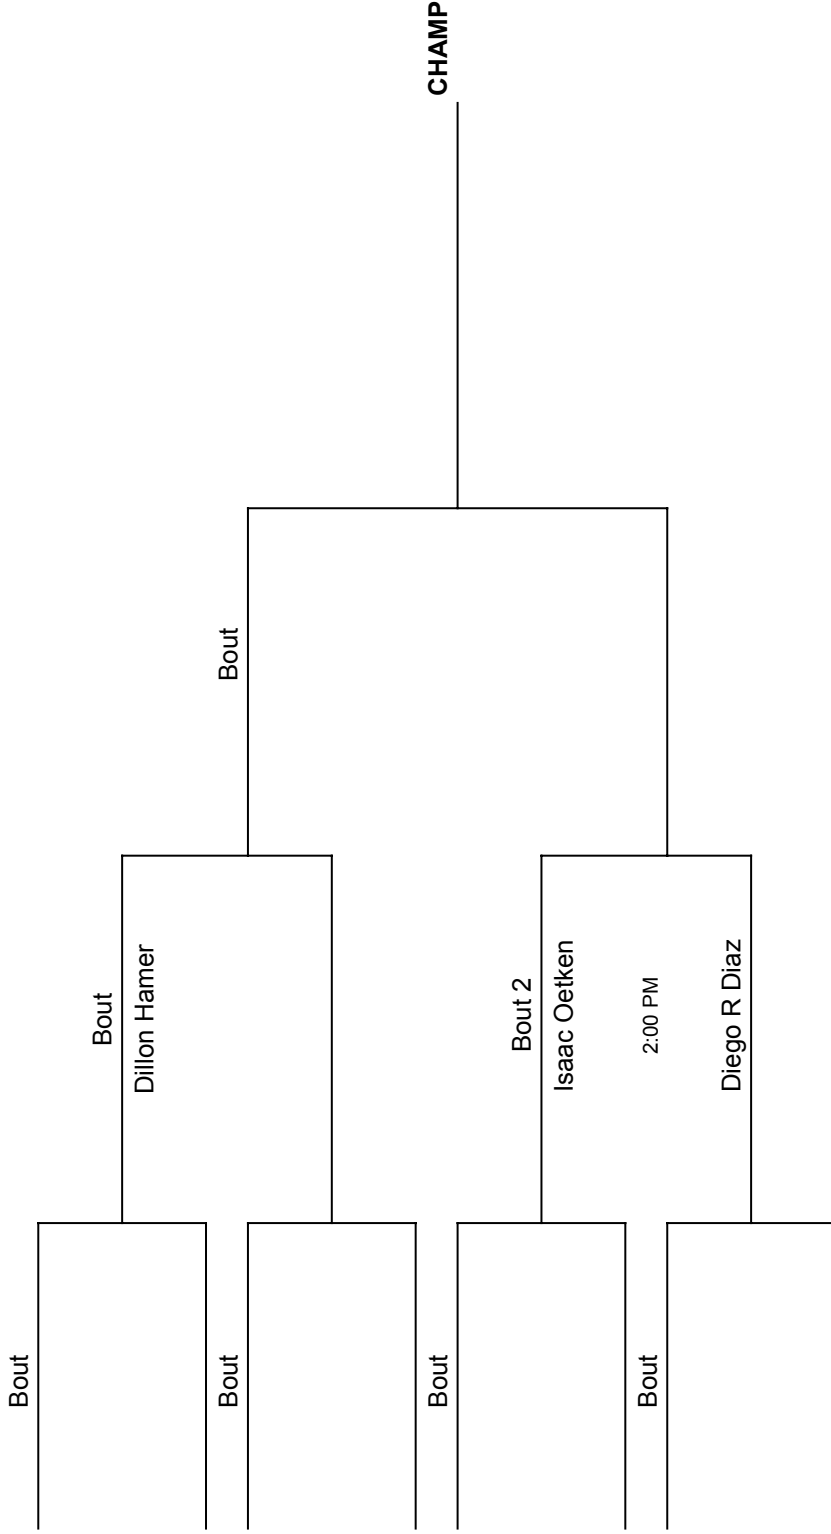 Bout
Bout
Bout
Bout
Bout
Dillon Hamer
Bout 2
Isaac Oetken
2:00 PM
Diego R Diaz
Bout
CHAMP